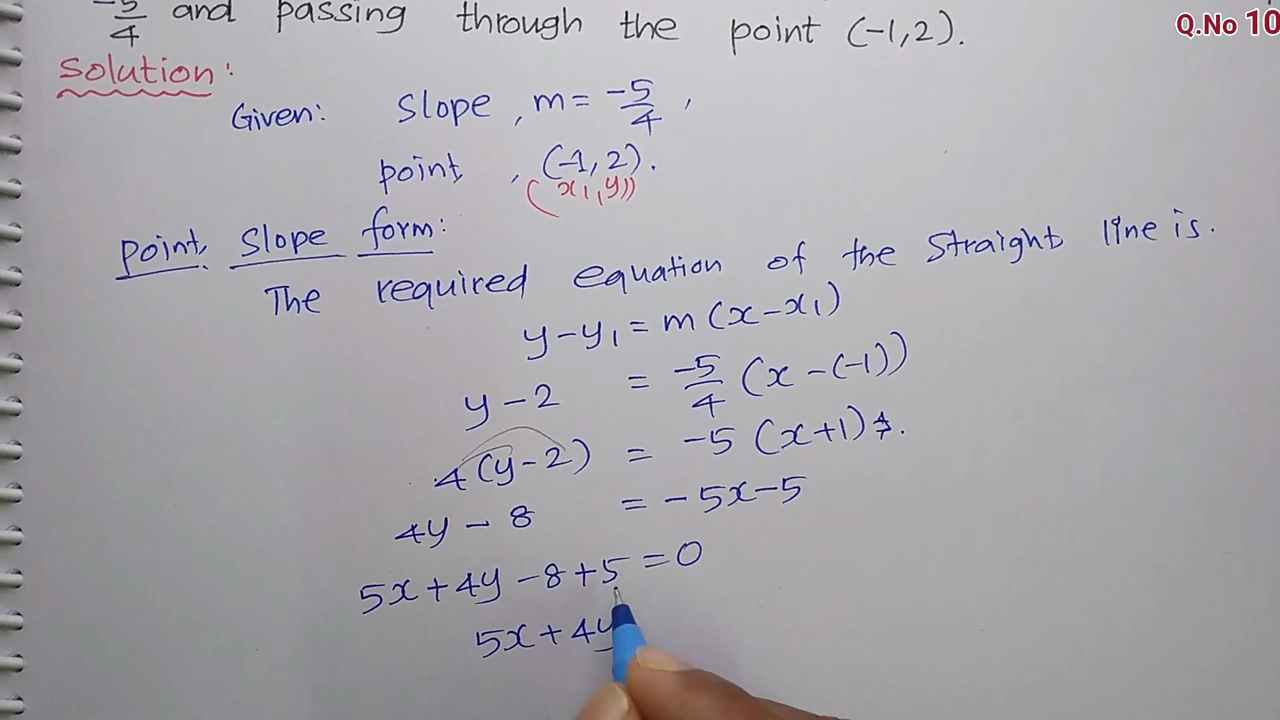 Q.No 10
-5/4 and passing through the point (-1,2).
Solution:
Given: Slope, m = -5/4,
point, (-1,2).
(x₁,y))
Point, Slope form:
The required equation of the Straight line is.
y-y₁ = m(x-x₁)
y-2 = -5/4 (x-(-1))
4(y-2) = -5(x+1)
4y-8 = -5x-5
5x+4y-8+5=0
5x+4y